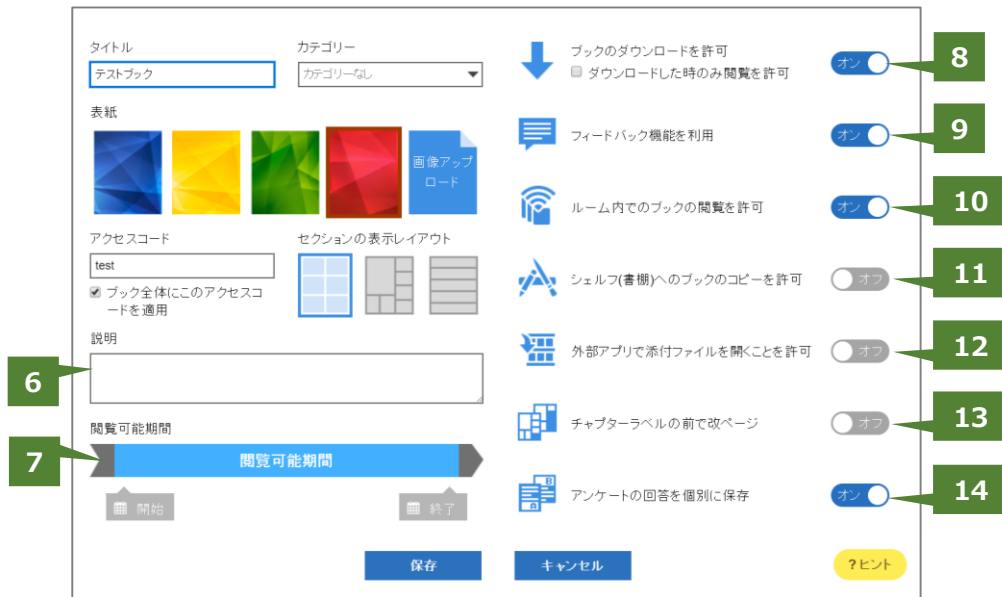 タイトル
テストブック
カテゴリー
カテゴリーなし
表紙
画像アップ
ロード
アクセスコード
test
ブック全体にこのアクセスコ
ードを適用
セクションの表示レイアウト
説明
6
閲覧可能期間
7
閲覧可能期間
開始
終了
ブックのダウンロードを許可
ダウンロードした時のみ閲覧を許可
オン
8
フィードバック機能を利用
オン
9
ルーム内でのブックの閲覧を許可
オン
10
シェルフ(書棚)へのブックのコピーを許可
オフ
11
外部アプリで添付ファイルを開くことを許可
オフ
12
チャプターラベルの前で改ページ
オフ
13
アンケートの回答を個別に保存
オン
14
保存
キャンセル
?ヒント